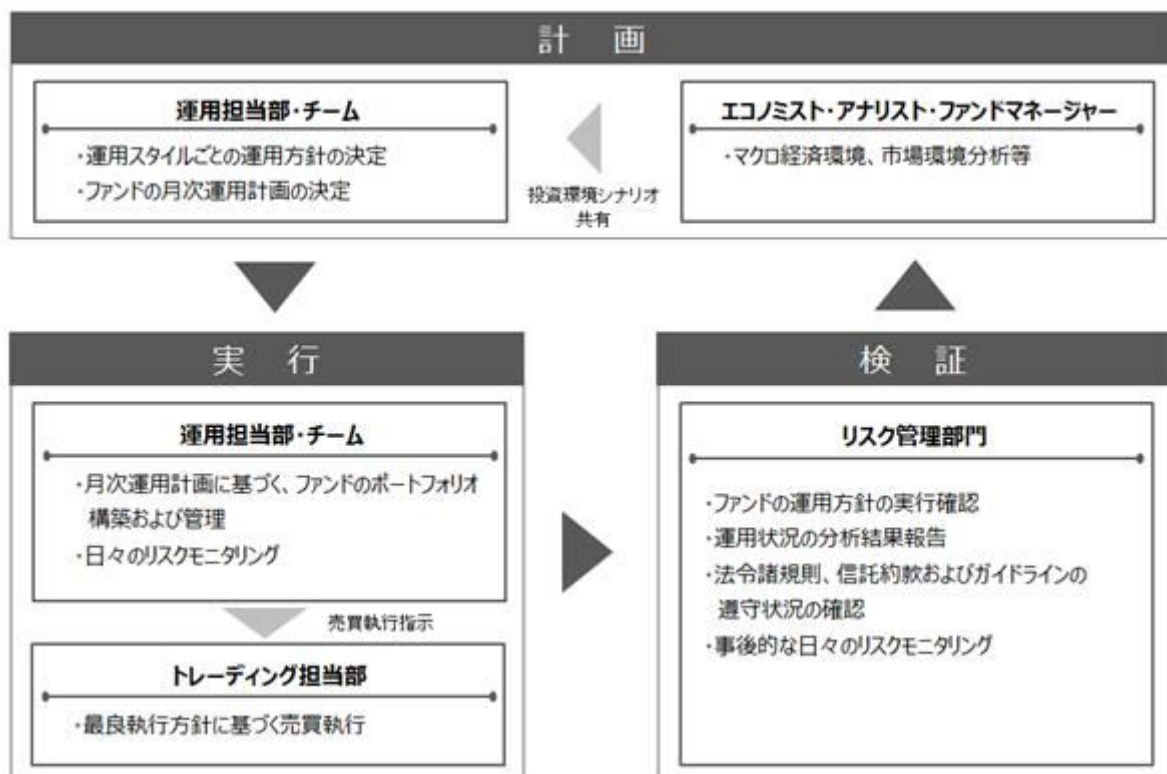 計 画
運用担当部・チーム
・運用スタイルごとの運用方針の決定
・ファンドの月次運用計画の決定
投資環境シナリオ
共有
エコノミスト・アナリスト・ファンドマネージャー
・マクロ経済環境、市場環境分析等
実 行
運用担当部・チーム
・月次運用計画に基づく、ファンドのポートフォリオ
構築および管理
・日々のリスクモニタリング
売買執行指示
トレーディング担当部
・最良執行方針に基づく売買執行
検 証
リスク管理部門
・ファンドの運用方針の実行確認
・運用状況の分析結果報告
・法令諸規則、信託約款およびガイドラインの
遵守状況の確認
・事後的な日々のリスクモニタリング